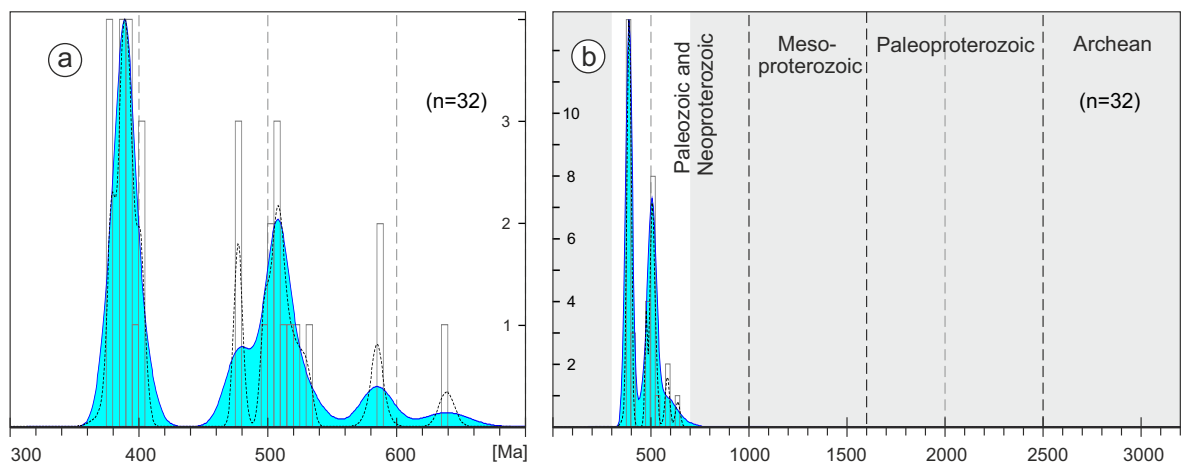 a
(n=32)
3
2
1
300
400
500
600
[Ma]
b
Paleozoic and
Neoproterozoic
Meso-
proterozoic
Paleoproterozoic
Archean
(n=32)
10
8
6
4
2
500
1000
1500
2000
2500
3000